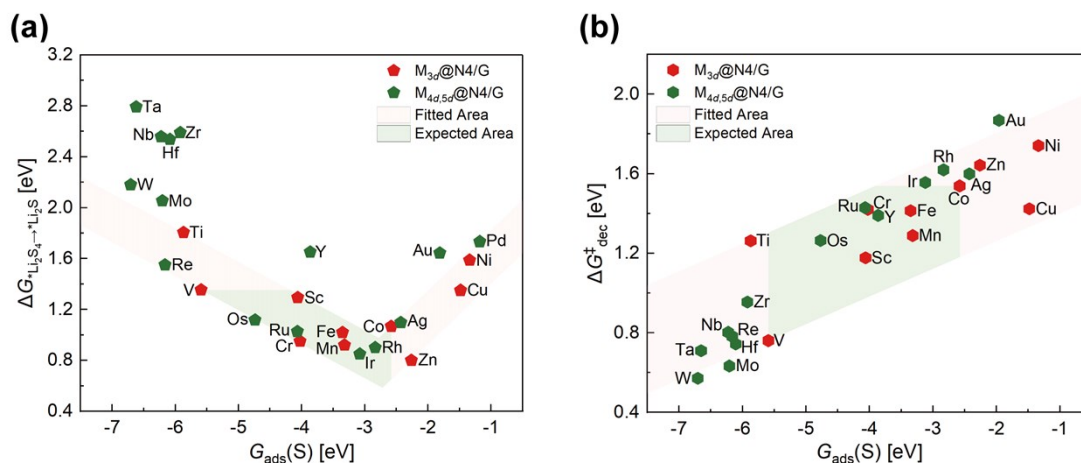 (a)
3.2
2.8
2.4
2.0
1.6
1.2
0.8
0.4
ΔG*Li₂S₄→*Li₂S [eV]
M3d@N4/G
M4d,5d@N4/G
Fitted Area
Expected Area
Ta
Nb
Zr
Hf
W
Mo
Ti
Re
V
Y
Sc
Os
Ru
Cr
Fe
Mn
Ir
Rh
Co
Ag
Zn
Au
Pd
Ni
Cu
-7
-6
-5
-4
-3
-2
-1
Gads(S) [eV]
(b)
2.0
1.6
1.2
0.8
0.4
ΔG‡dec [eV]
M3d@N4/G
M4d,5d@N4/G
Fitted Area
Expected Area
Au
Ni
Zn
Rh
Ir
Ag
Co
Cu
Ru
Cr
Y
Fe
Mn
Os
Sc
Ti
Zr
Nb
Re
Hf
V
Ta
Mo
W
-7
-6
-5
-4
-3
-2
-1
Gads(S) [eV]